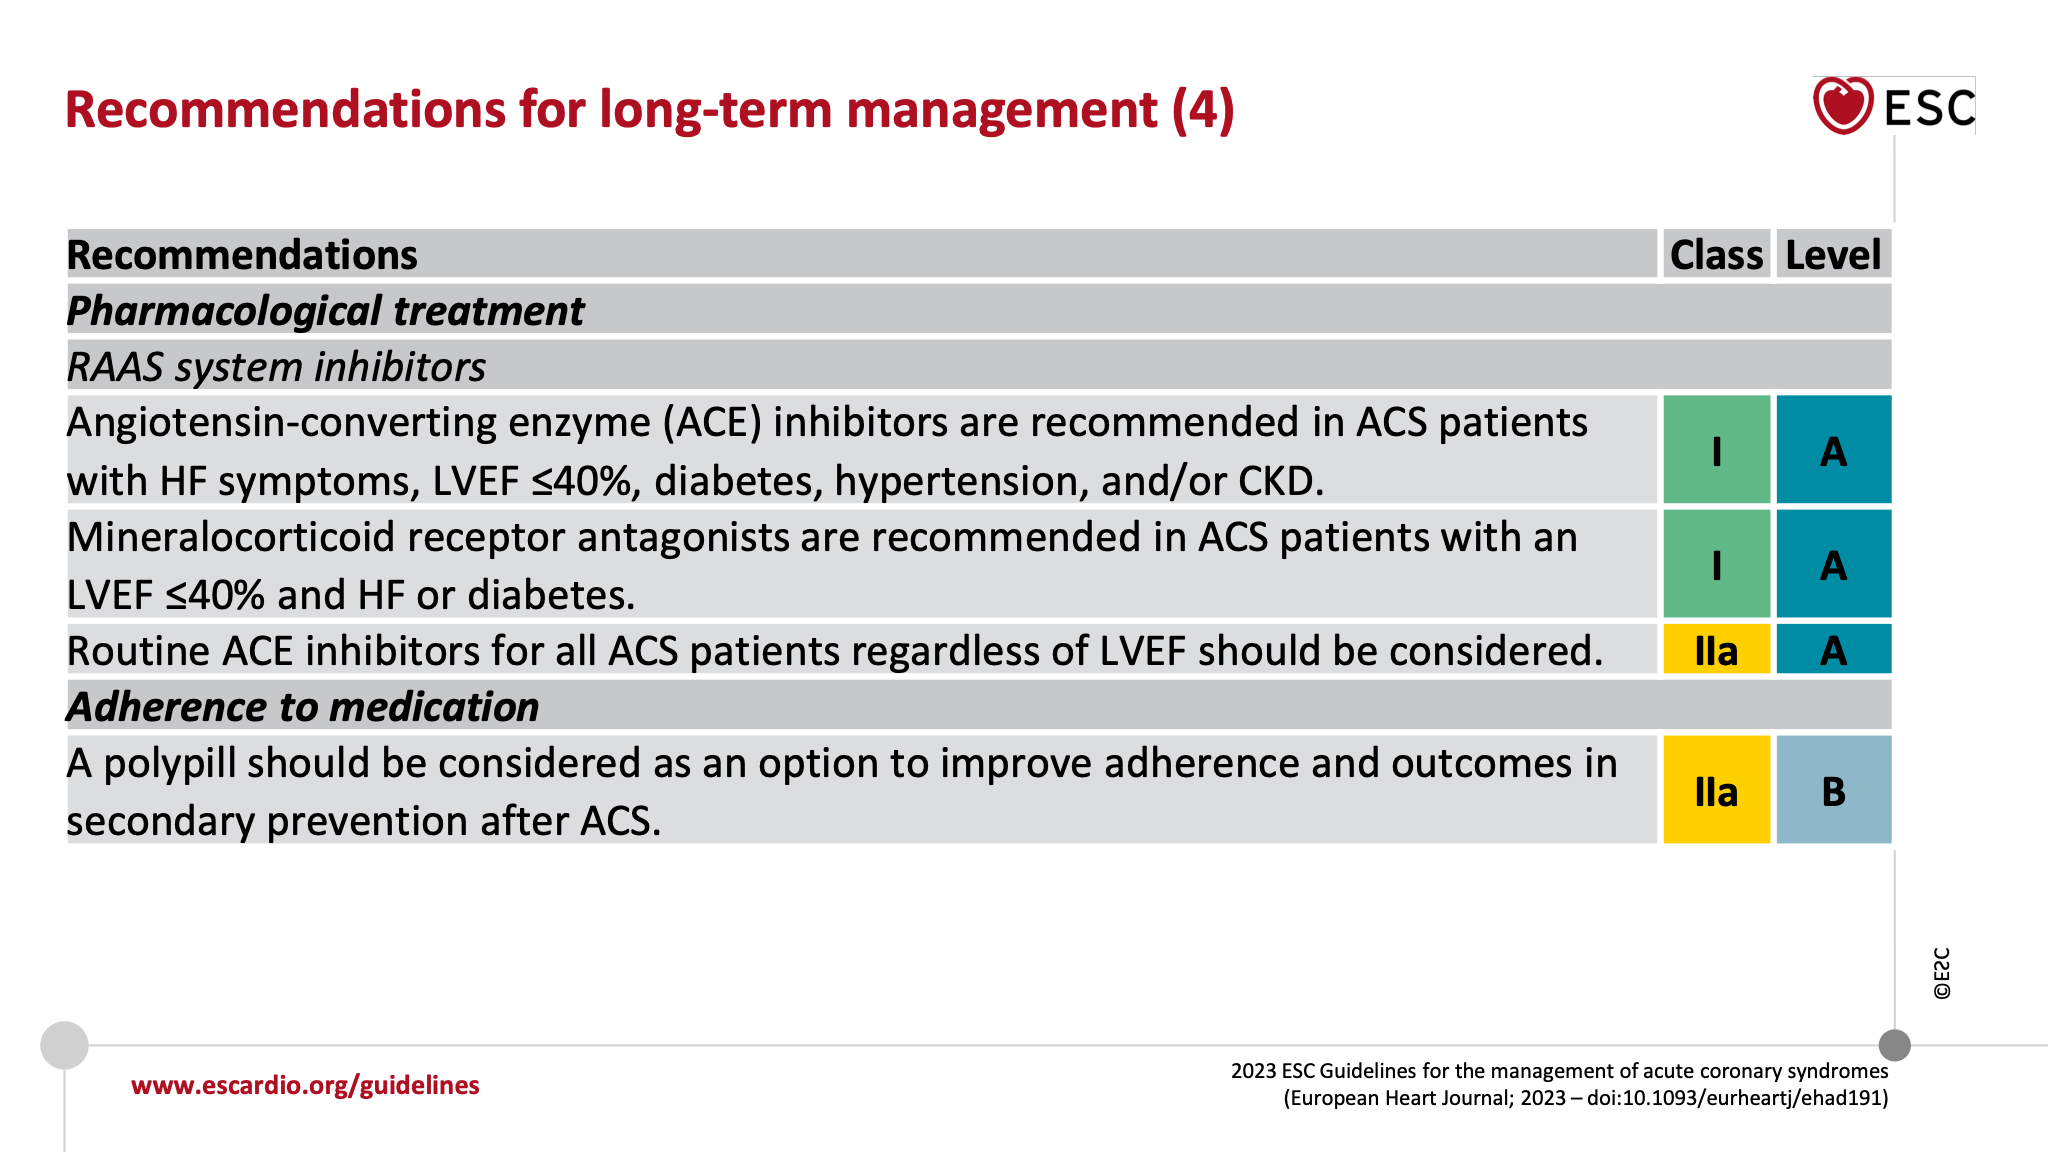 Recommendations for long-term management (4)
ESC
Recommendations Class Level
Pharmacological treatment
RAAS system inhibitors
Angiotensin-converting enzyme (ACE) inhibitors are recommended in ACS patients
with HF symptoms, LVEF ≤40%, diabetes, hypertension, and/or CKD.
I A
Mineralocorticoid receptor antagonists are recommended in ACS patients with an
LVEF ≤40% and HF or diabetes.
I A
Routine ACE inhibitors for all ACS patients regardless of LVEF should be considered. IIa A
Adherence to medication
A polypill should be considered as an option to improve adherence and outcomes in
secondary prevention after ACS.
IIa B
©ESC
www.escardio.org/guidelines
2023 ESC Guidelines for the management of acute coronary syndromes
(European Heart Journal; 2023 – doi:10.1093/eurheartj/ehad191)